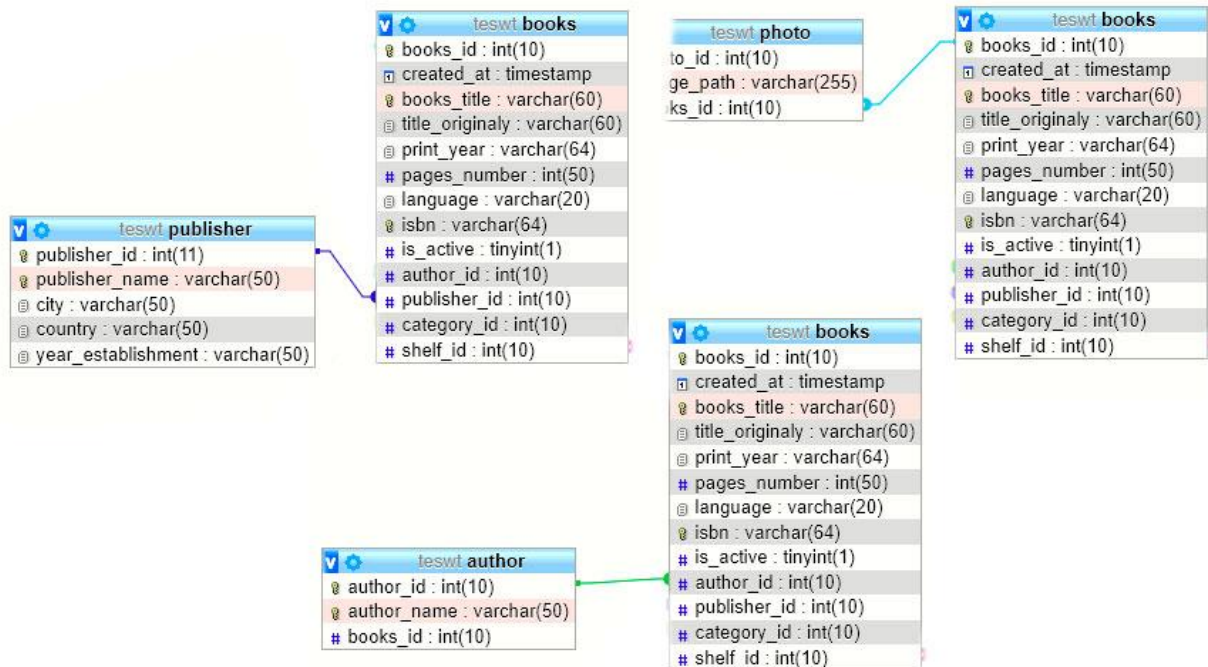 teswt books
books_id : int(10)
created_at : timestamp
books_title : varchar(60)
title_originaly : varchar(60)
print_year : varchar(64)
pages_number : int(50)
language : varchar(20)
isbn : varchar(64)
is_active : tinyint(1)
author_id : int(10)
publisher_id : int(10)
category_id : int(10)
shelf_id : int(10)
teswt photo
to_id : int(10)
ge_path : varchar(255)
ks_id : int(10)
teswt books
books_id : int(10)
created_at : timestamp
books_title : varchar(60)
title_originaly : varchar(60)
print_year : varchar(64)
pages_number : int(50)
language : varchar(20)
isbn : varchar(64)
is_active : tinyint(1)
author_id : int(10)
publisher_id : int(10)
category_id : int(10)
shelf_id : int(10)
teswt publisher
publisher_id : int(11)
publisher_name : varchar(50)
city : varchar(50)
country : varchar(50)
year_establishment : varchar(50)
teswt books
books_id : int(10)
created_at : timestamp
books_title : varchar(60)
title_originaly : varchar(60)
print_year : varchar(64)
pages_number : int(50)
language : varchar(20)
isbn : varchar(64)
is_active : tinyint(1)
author_id : int(10)
publisher_id : int(10)
category_id : int(10)
shelf_id : int(10)
teswt author
author_id : int(10)
author_name : varchar(50)
books_id : int(10)